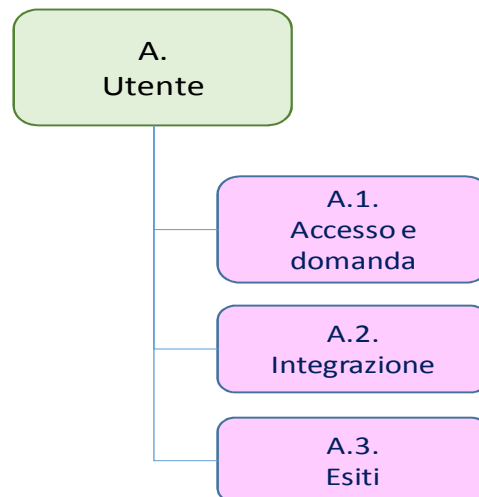 A.
Utente
A.1.
Accesso e
domanda
A.2.
Integrazione
A.3.
Esiti